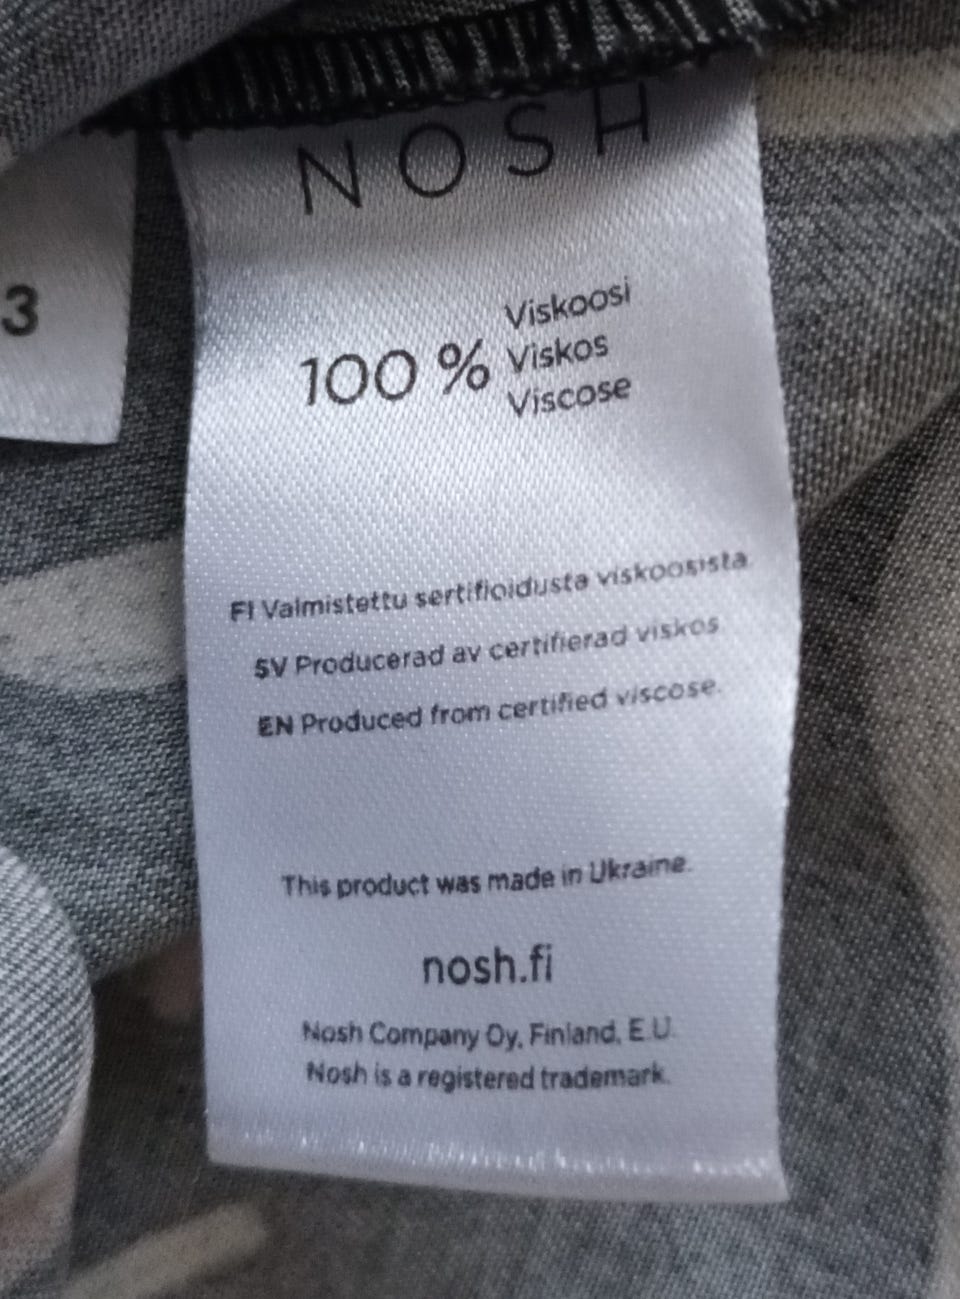 NOSH
3
100 %
Viskoosi
Viskos
Viscose
FI Valmistettu sertifioidusta viskoosista.
SV Producerad av certifierad viskos
EN Produced from certified viscose.
This product was made in Ukraine.
nosh.fi
Nosh Company Oy, Finland, E.U.
Nosh is a registered trademark.